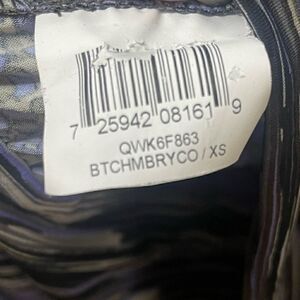 7 25942 08161 9
QWK6F863
BTCHMBRYCO / XS